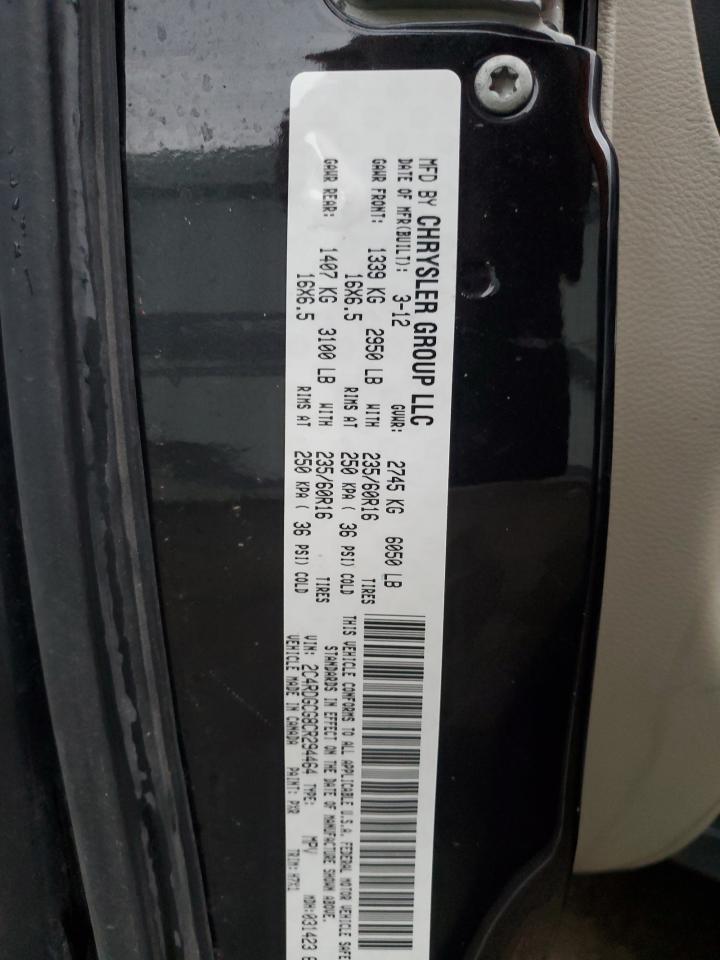 MFD BY CHRYSLER GROUP LLC
DATE OF MFR(BUILT): 3-12 GVWR: 2745 KG 6050 LB
GAWR FRONT: 1339 KG 2950 LB WITH 235/60R16 TIRES
16X6.5 RIMS AT 250 KPA ( 36 PSI) COLD
GAWR REAR: 1407 KG 3100 LB WITH 235/60R16 TIRES
16X6.5 RIMS AT 250 KPA ( 36 PSI) COLD
THIS VEHICLE CONFORMS TO ALL APPLICABLE U.S.A. FEDERAL MOTOR VEHICLE SAFE
STANDARDS IN EFFECT ON THE DATE OF MANUFACTURE SHOWN ABOVE.
VIN: 2C4RDGCG8CR294464 TYPE: MPV MDH:031423
VEHICLE MADE IN CANADA PAINT: PXR TRIM: